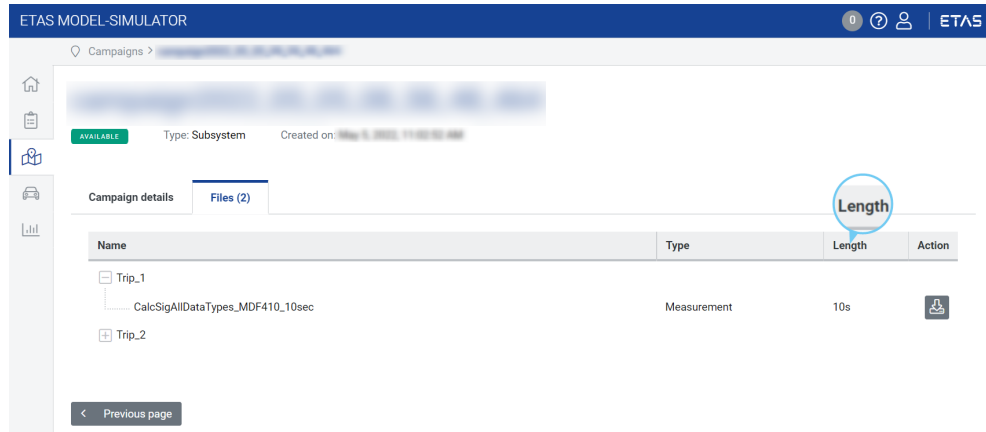 ETAS MODEL-SIMULATOR
0
ETAS
Campaigns >
AVAILABLE
Type: Subsystem
Created on:
Campaign details
Files (2)
Length
Name Type Length Action
Trip_1
CalcSigAllDataTypes_MDF410_10sec Measurement 10s
Trip_2
< Previous page